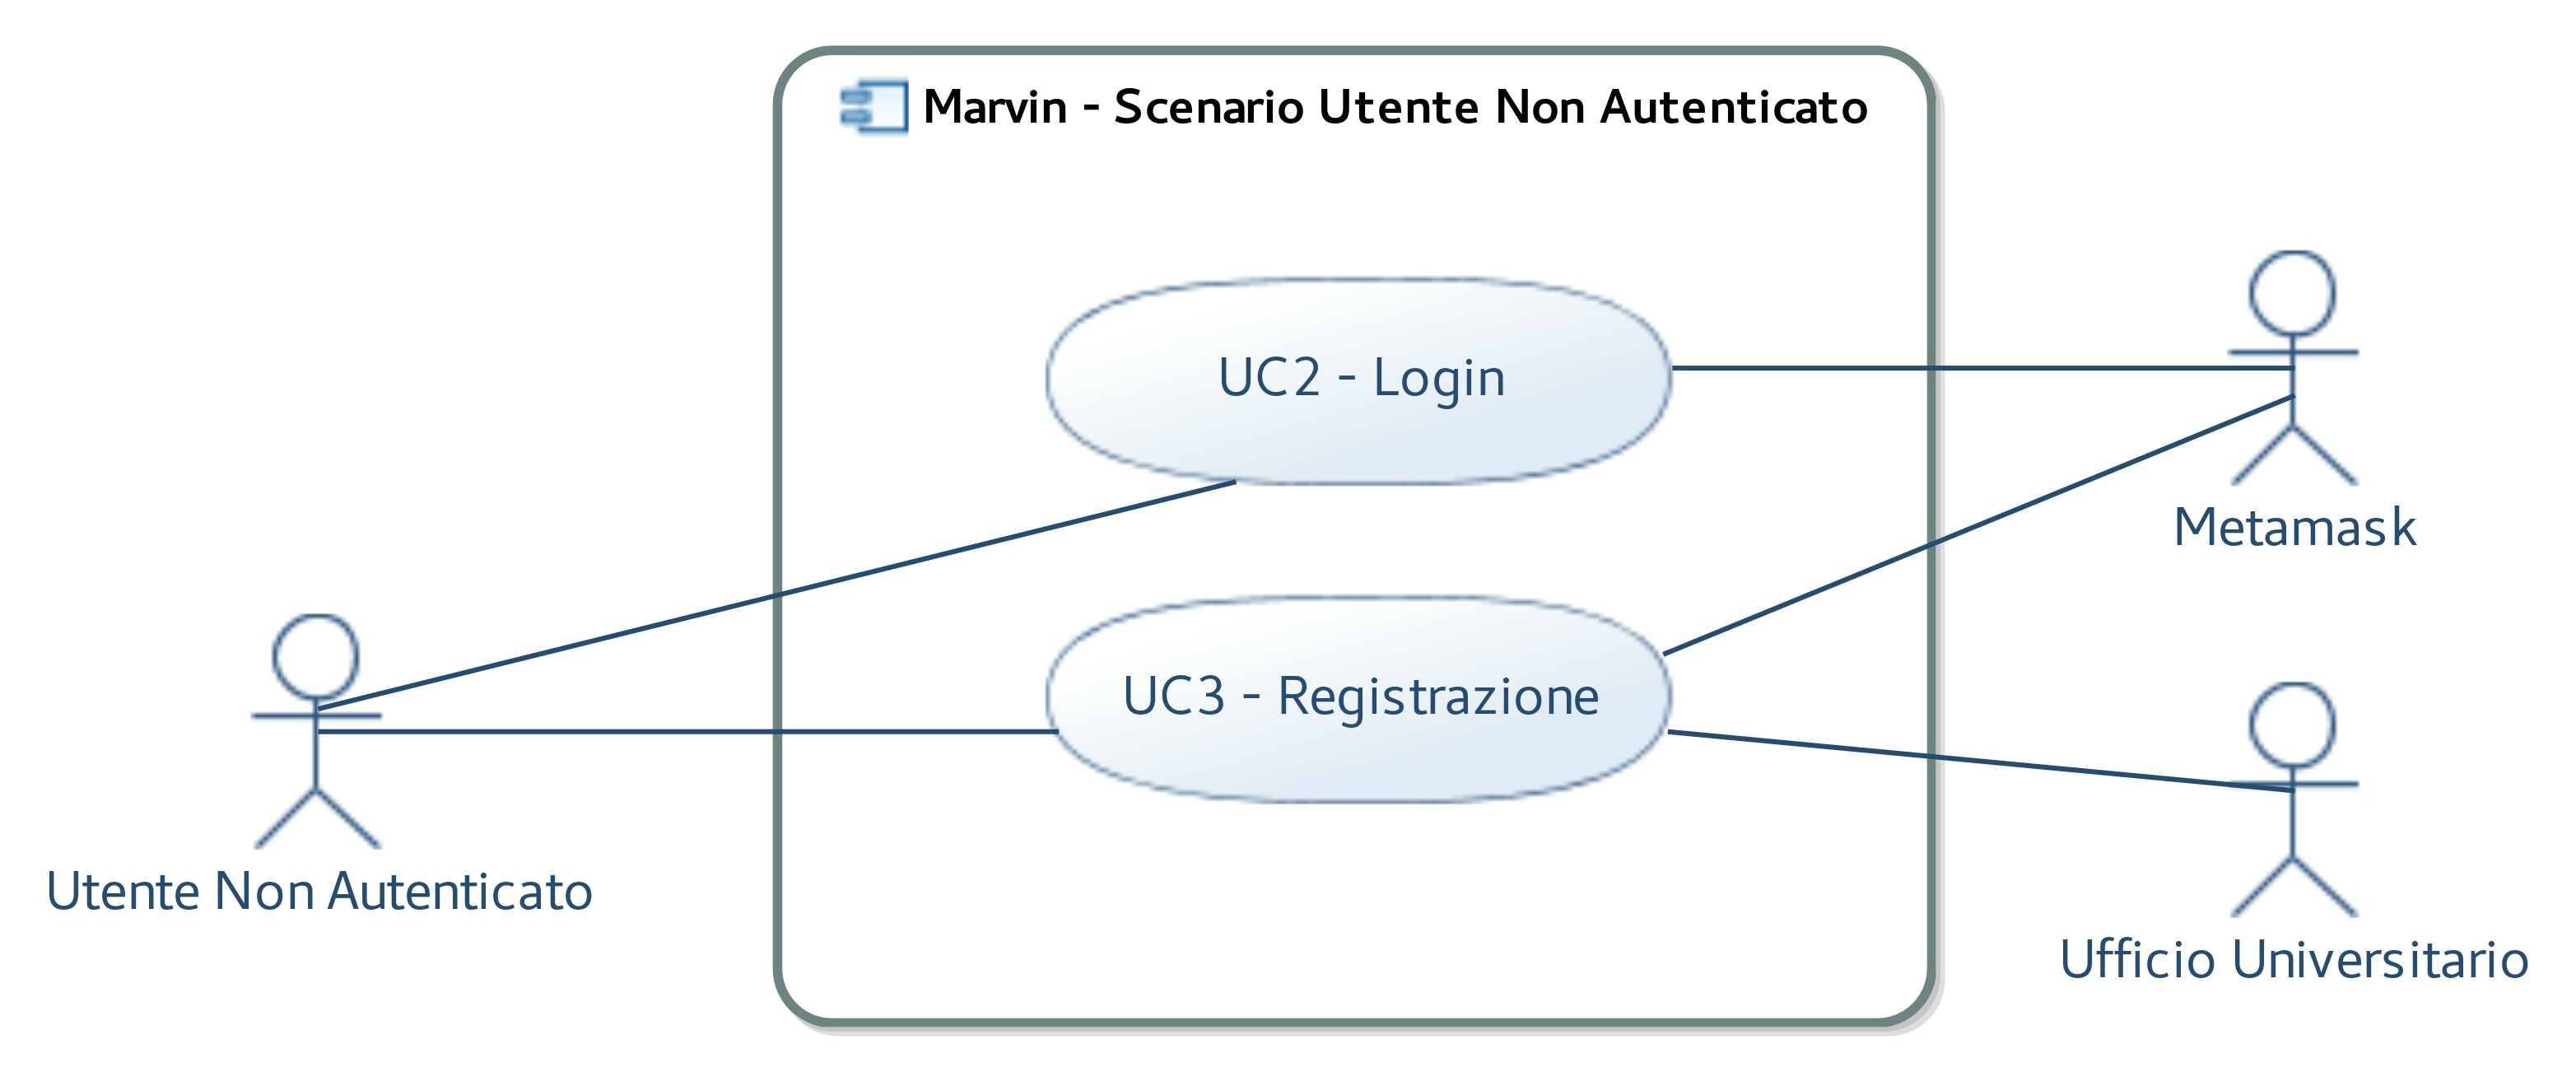 Marvin - Scenario Utente Non Autenticato
UC2 - Login
Metamask
UC3 - Registrazione
Utente Non Autenticato
Ufficio Universitario